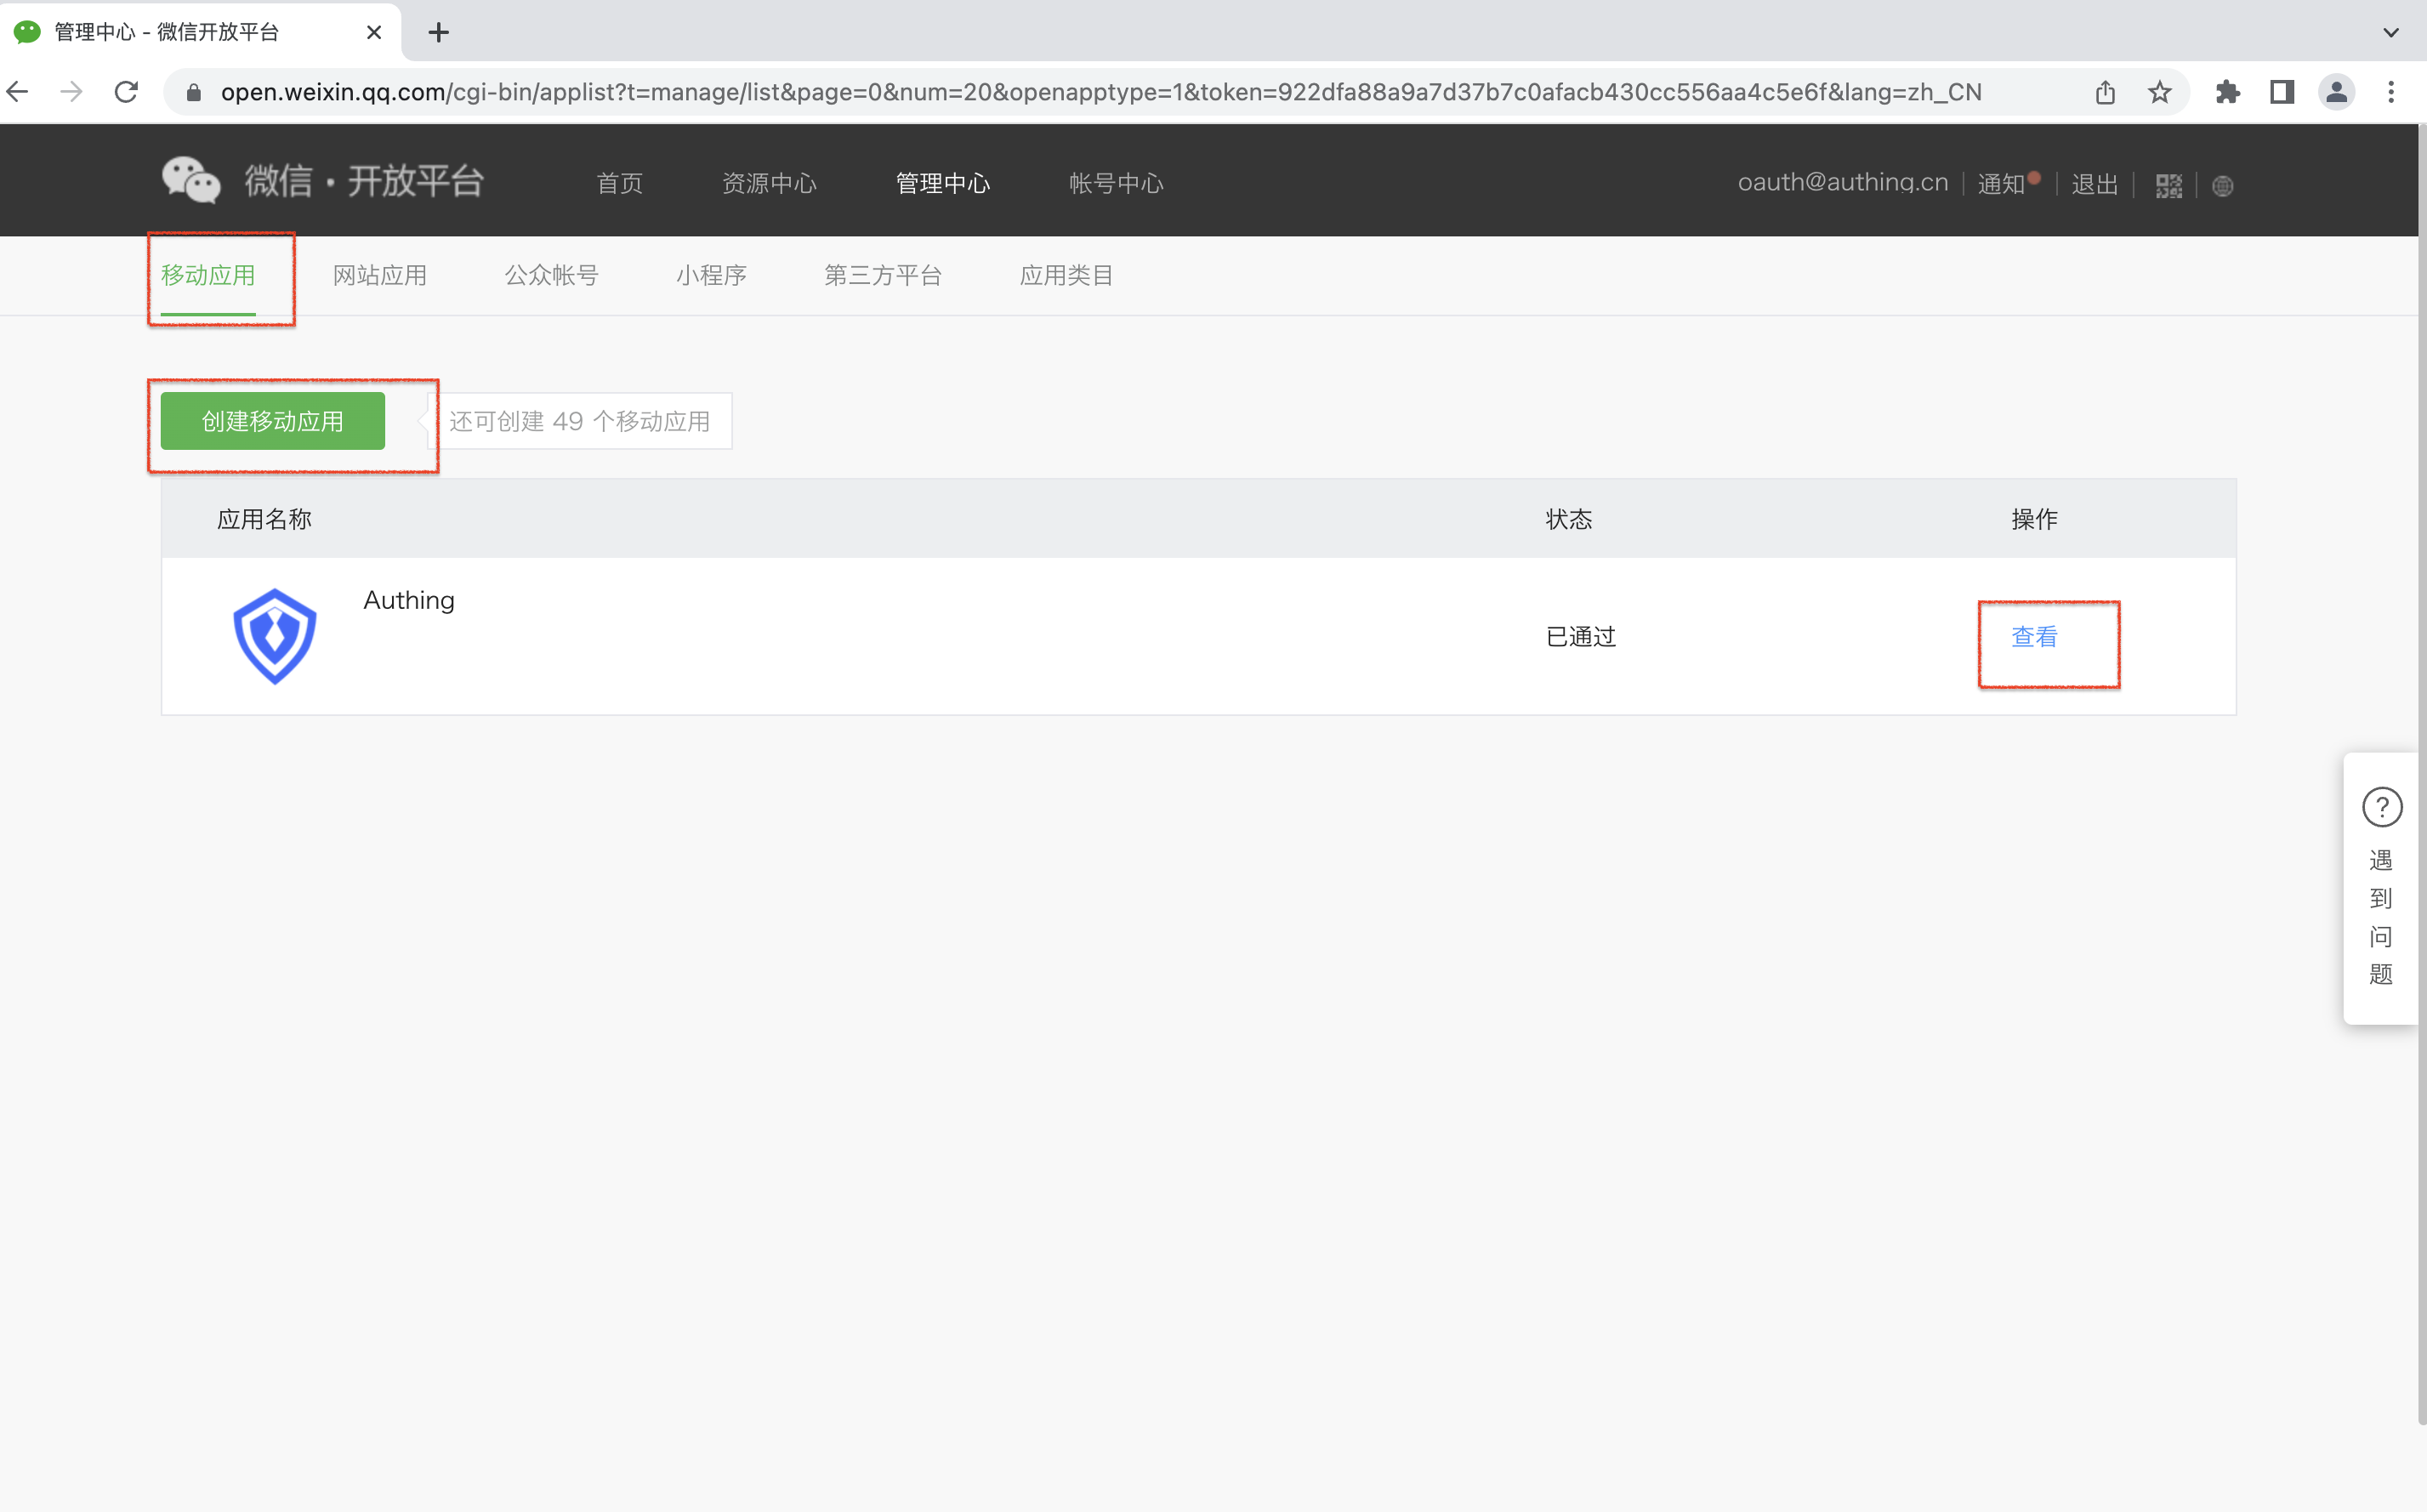 管理中心 - 微信开放平台
open.weixin.qq.com/cgi-bin/applist?t=manage/list&page=0&num=20&openapptype=1&token=922dfa88a9a7d37b7c0afacb430cc556aa4c5e6f&lang=zh_CN
微信·开放平台 首页 资源中心 管理中心 帐号中心 oauth@authing.cn 通知 退出
移动应用 网站应用 公众帐号 小程序 第三方平台 应用类目
创建移动应用 还可创建 49 个移动应用
应用名称 状态 操作
Authing
已通过 查看
?
遇
到
问
题